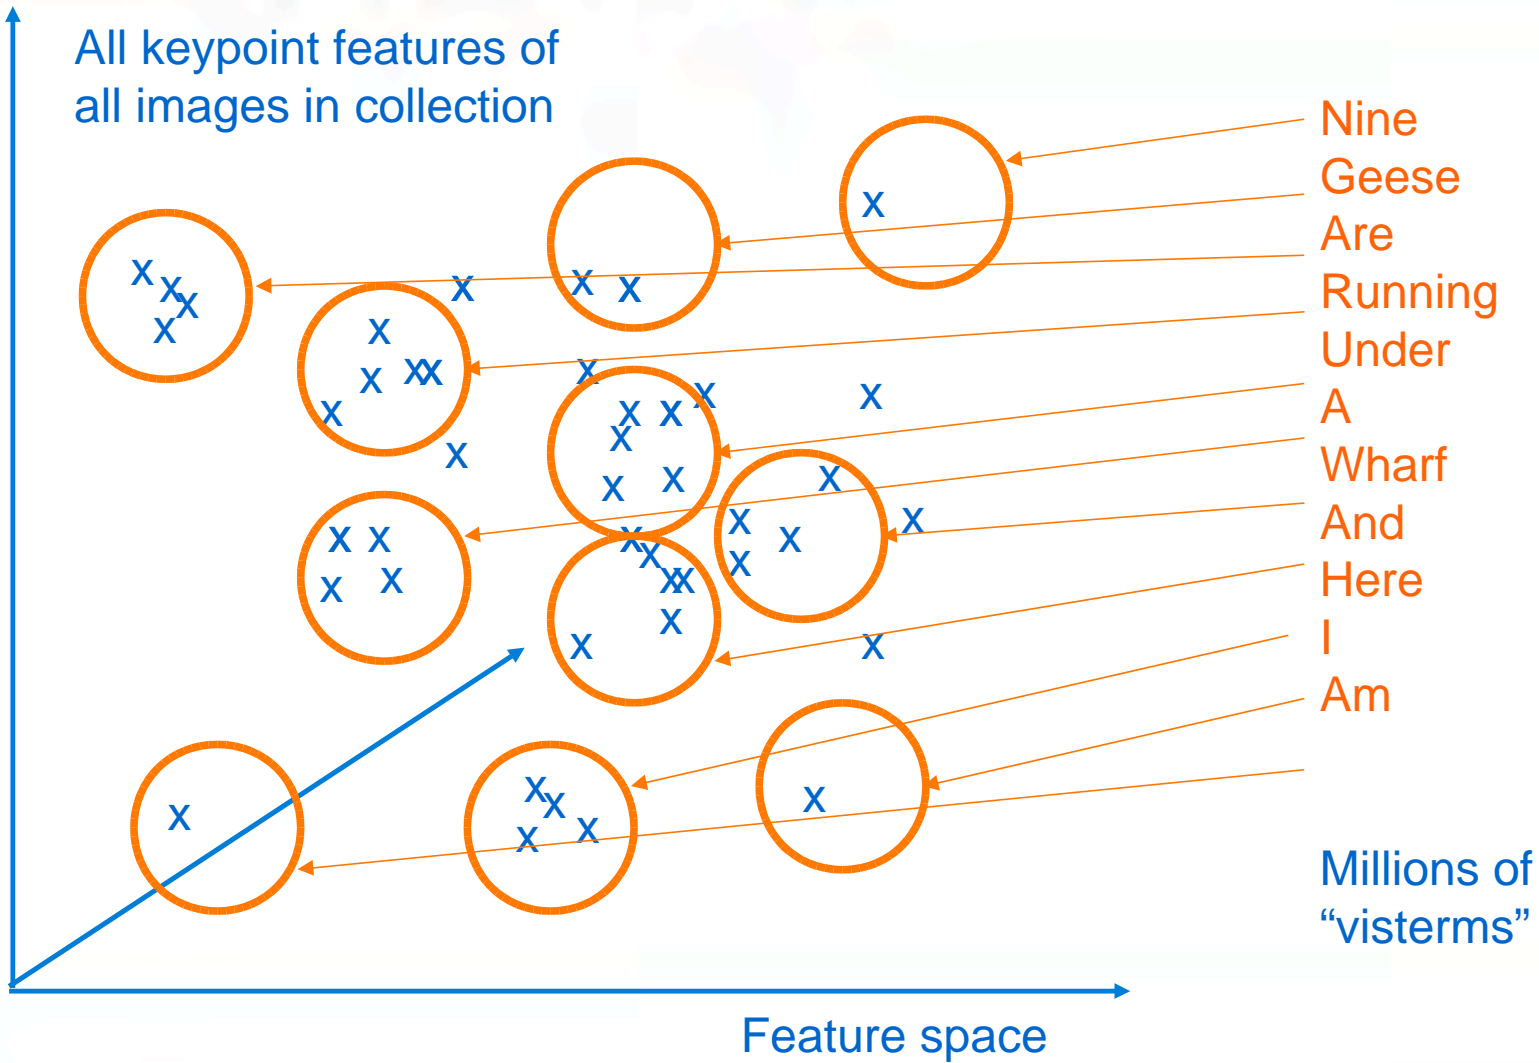 All keypoint features of
all images in collection
Nine
Geese
Are
Running
Under
A
Wharf
And
Here
I
Am
Millions of
“visterms”
Feature space